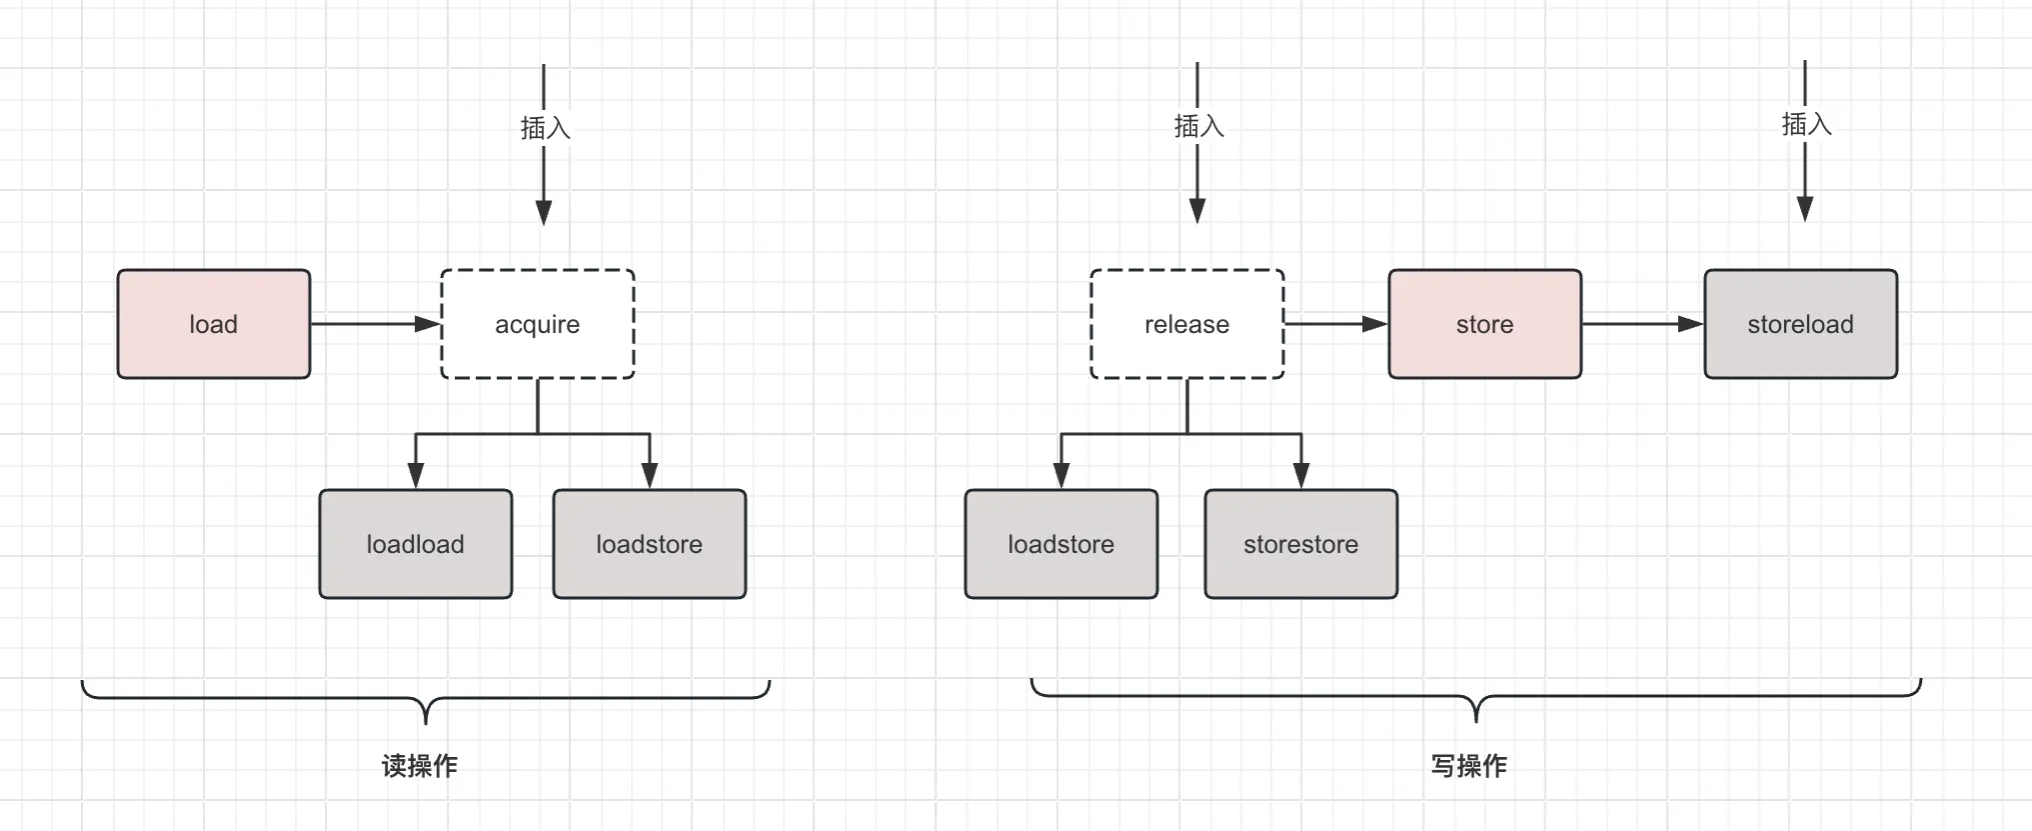 插入
插入
插入
load
acquire
release
store
storeload
loadload
loadstore
loadstore
storestore
读操作
写操作